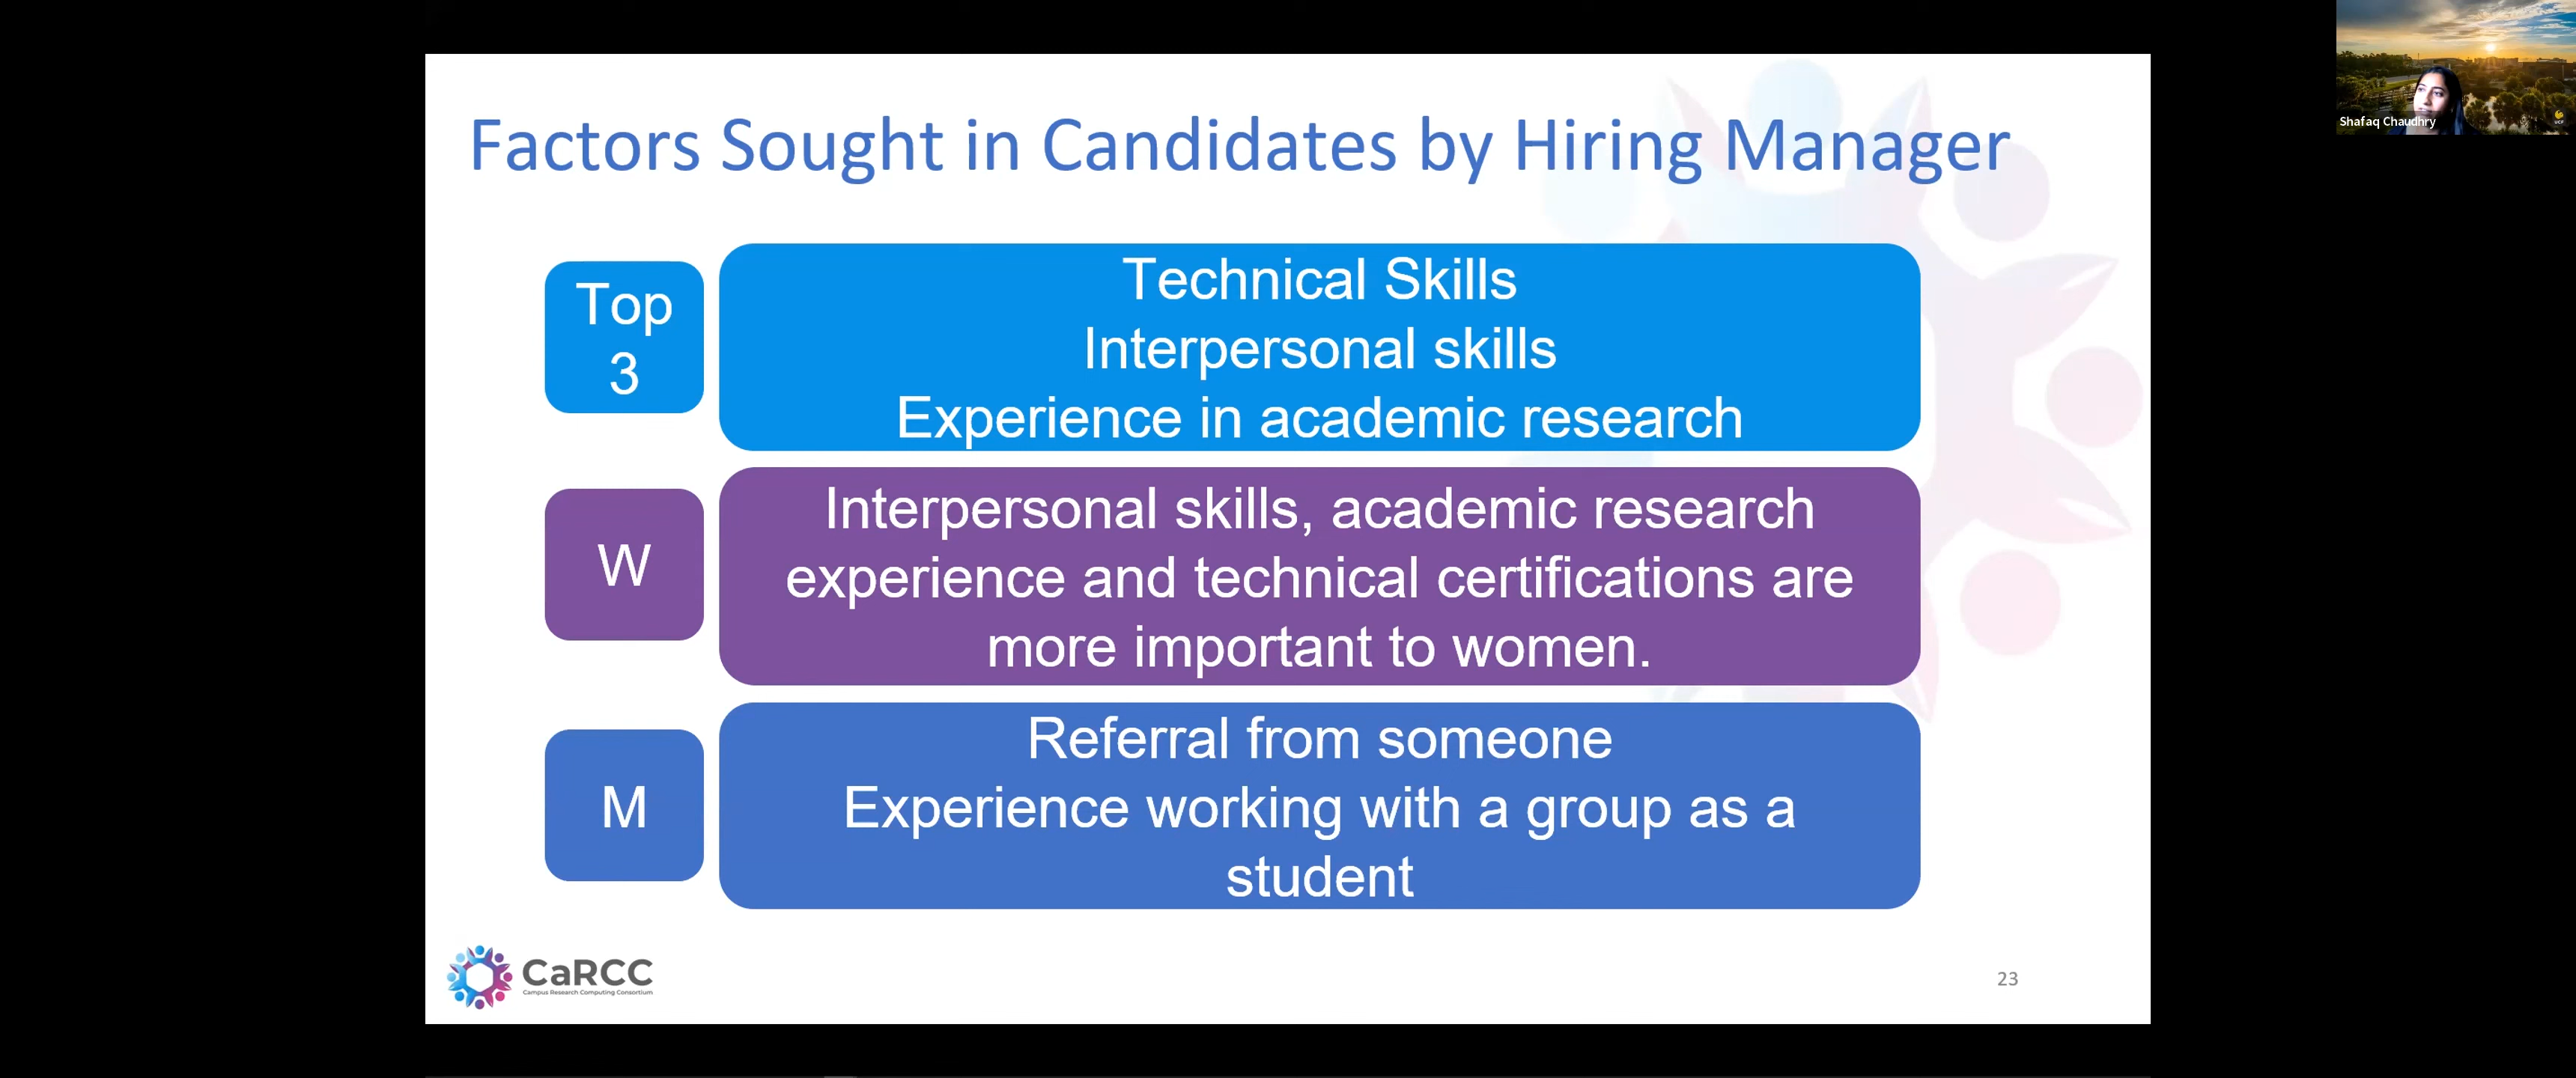 Factors Sought in Candidates by Hiring Manager
Shafaq Chaudhry
UCF
Top
3
Technical Skills
Interpersonal skills
Experience in academic research
W
Interpersonal skills, academic research
experience and technical certifications are
more important to women.
M
Referral from someone
Experience working with a group as a
student
CaRCC
Campus Research Computing Consortium
23